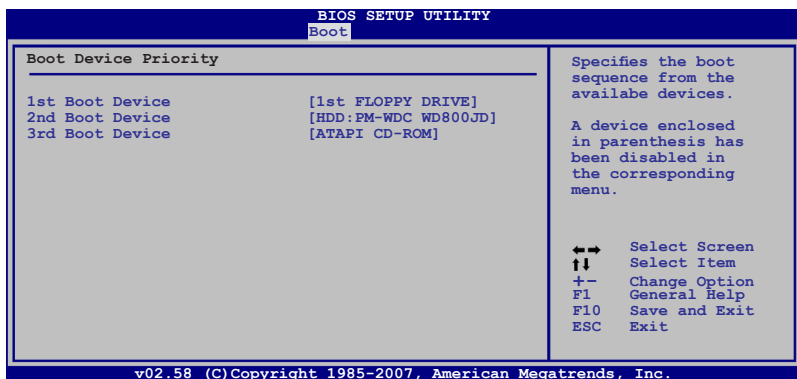 BIOS SETUP UTILITY
Boot
Boot Device Priority
1st Boot Device [1st FLOPPY DRIVE]
2nd Boot Device [HDD:PM-WDC WD800JD]
3rd Boot Device [ATAPI CD-ROM]
Specifies the boot
sequence from the
availabe devices.
A device enclosed
in parenthesis has
been disabled in
the corresponding
menu.
←→ Select Screen
↑↓ Select Item
+- Change Option
F1 General Help
F10 Save and Exit
ESC Exit
v02.58 (C)Copyright 1985-2007, American Megatrends, Inc.